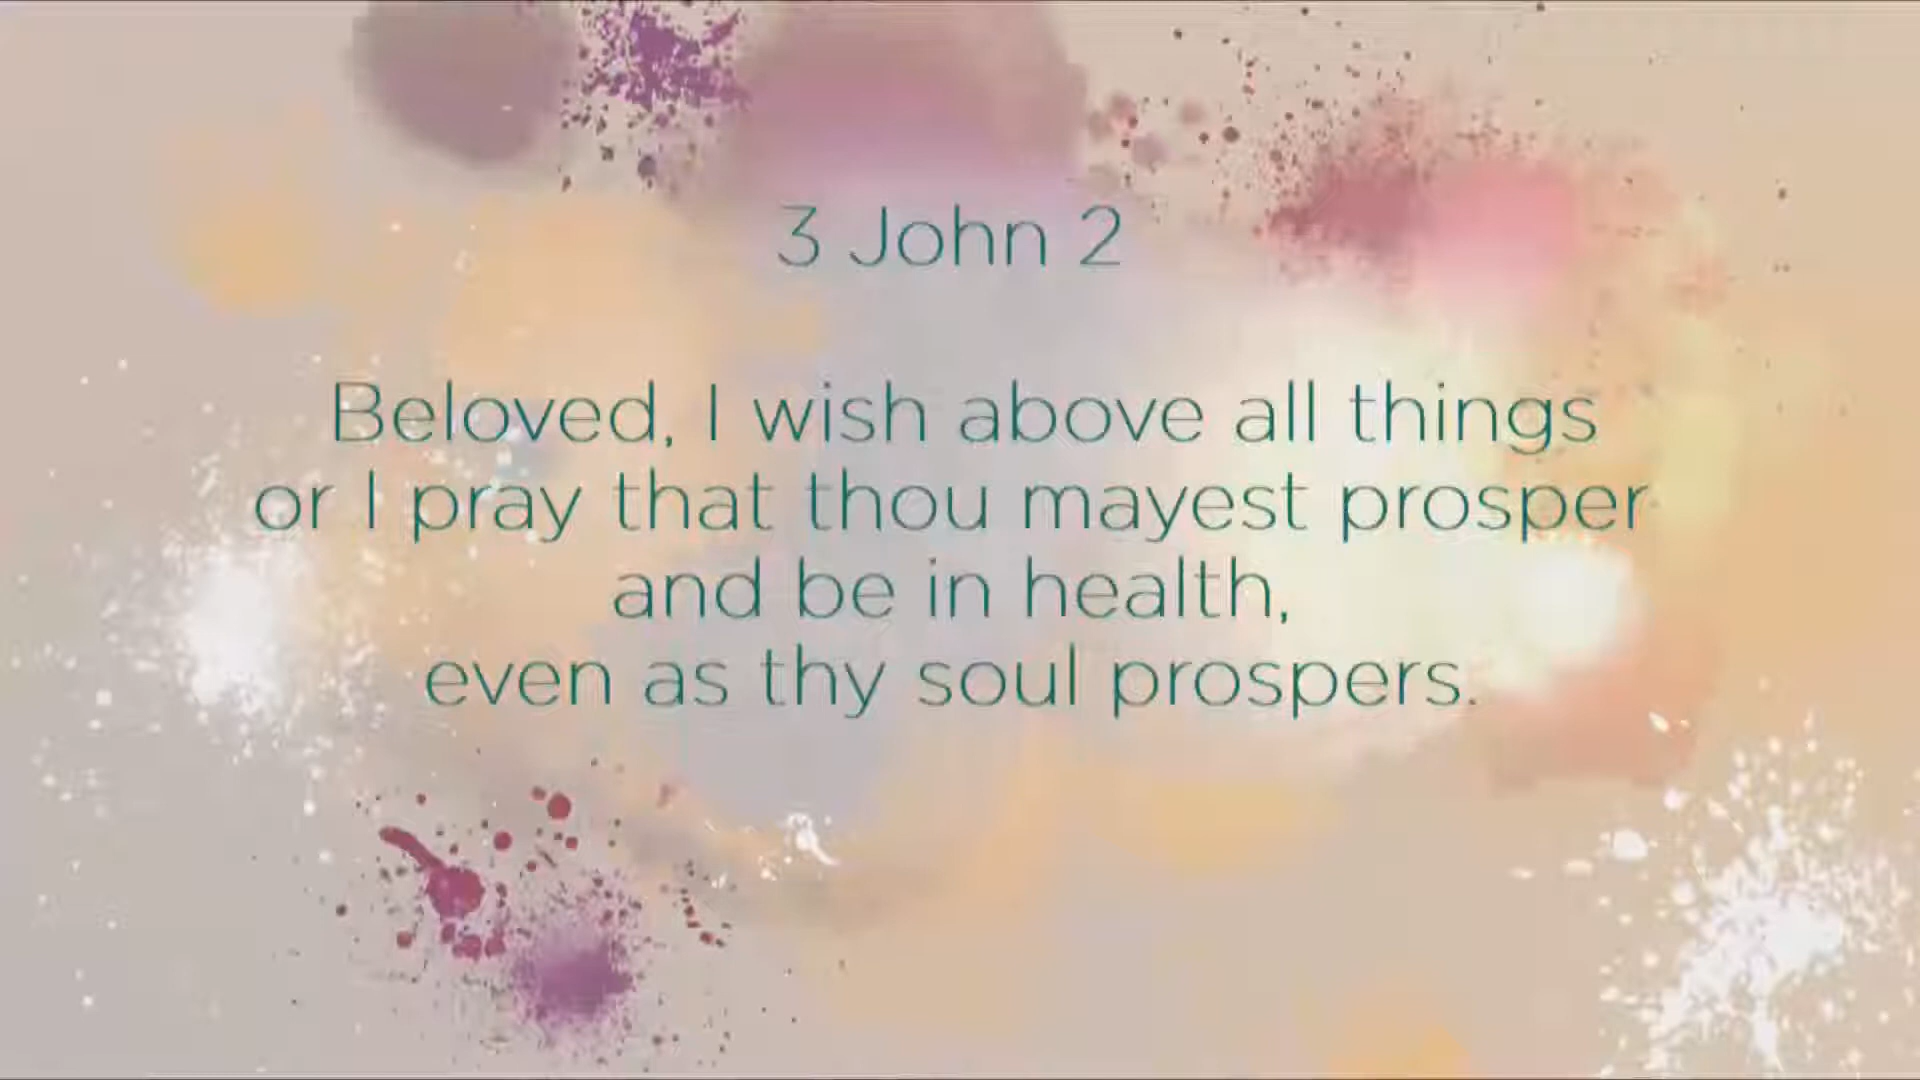 3 John 2
Beloved, I wish above all things
or I pray that thou mayest prosper
and be in health,
even as thy soul prospers.